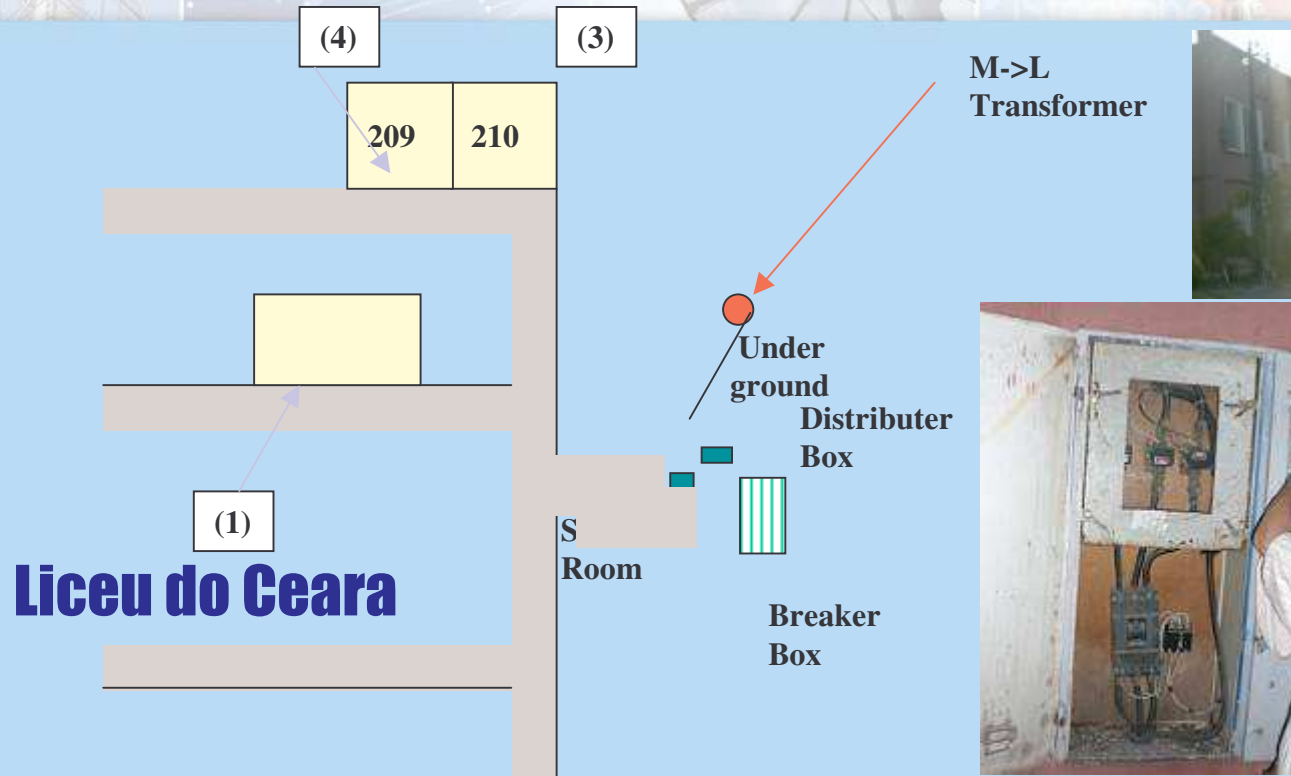 (4)
(3)
M->L
Transformer
209
210
Under
ground
Distributer
Box
(1)
S
Room
Liceu do Ceara
Breaker
Box